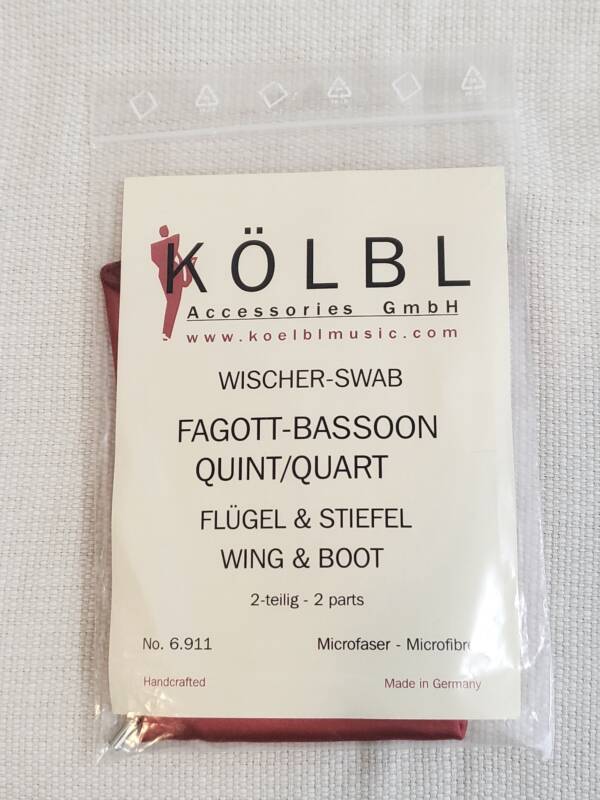 KÖLBL
Accessories GmbH
www.koelblmusic.com
WISCHER-SWAB
FAGOTT-BASSOON
QUINT/QUART
FLÜGEL & STIEFEL
WING & BOOT
2-teilig - 2 parts
No. 6.911 Microfaser - Microfibre
Handcrafted Made in Germany